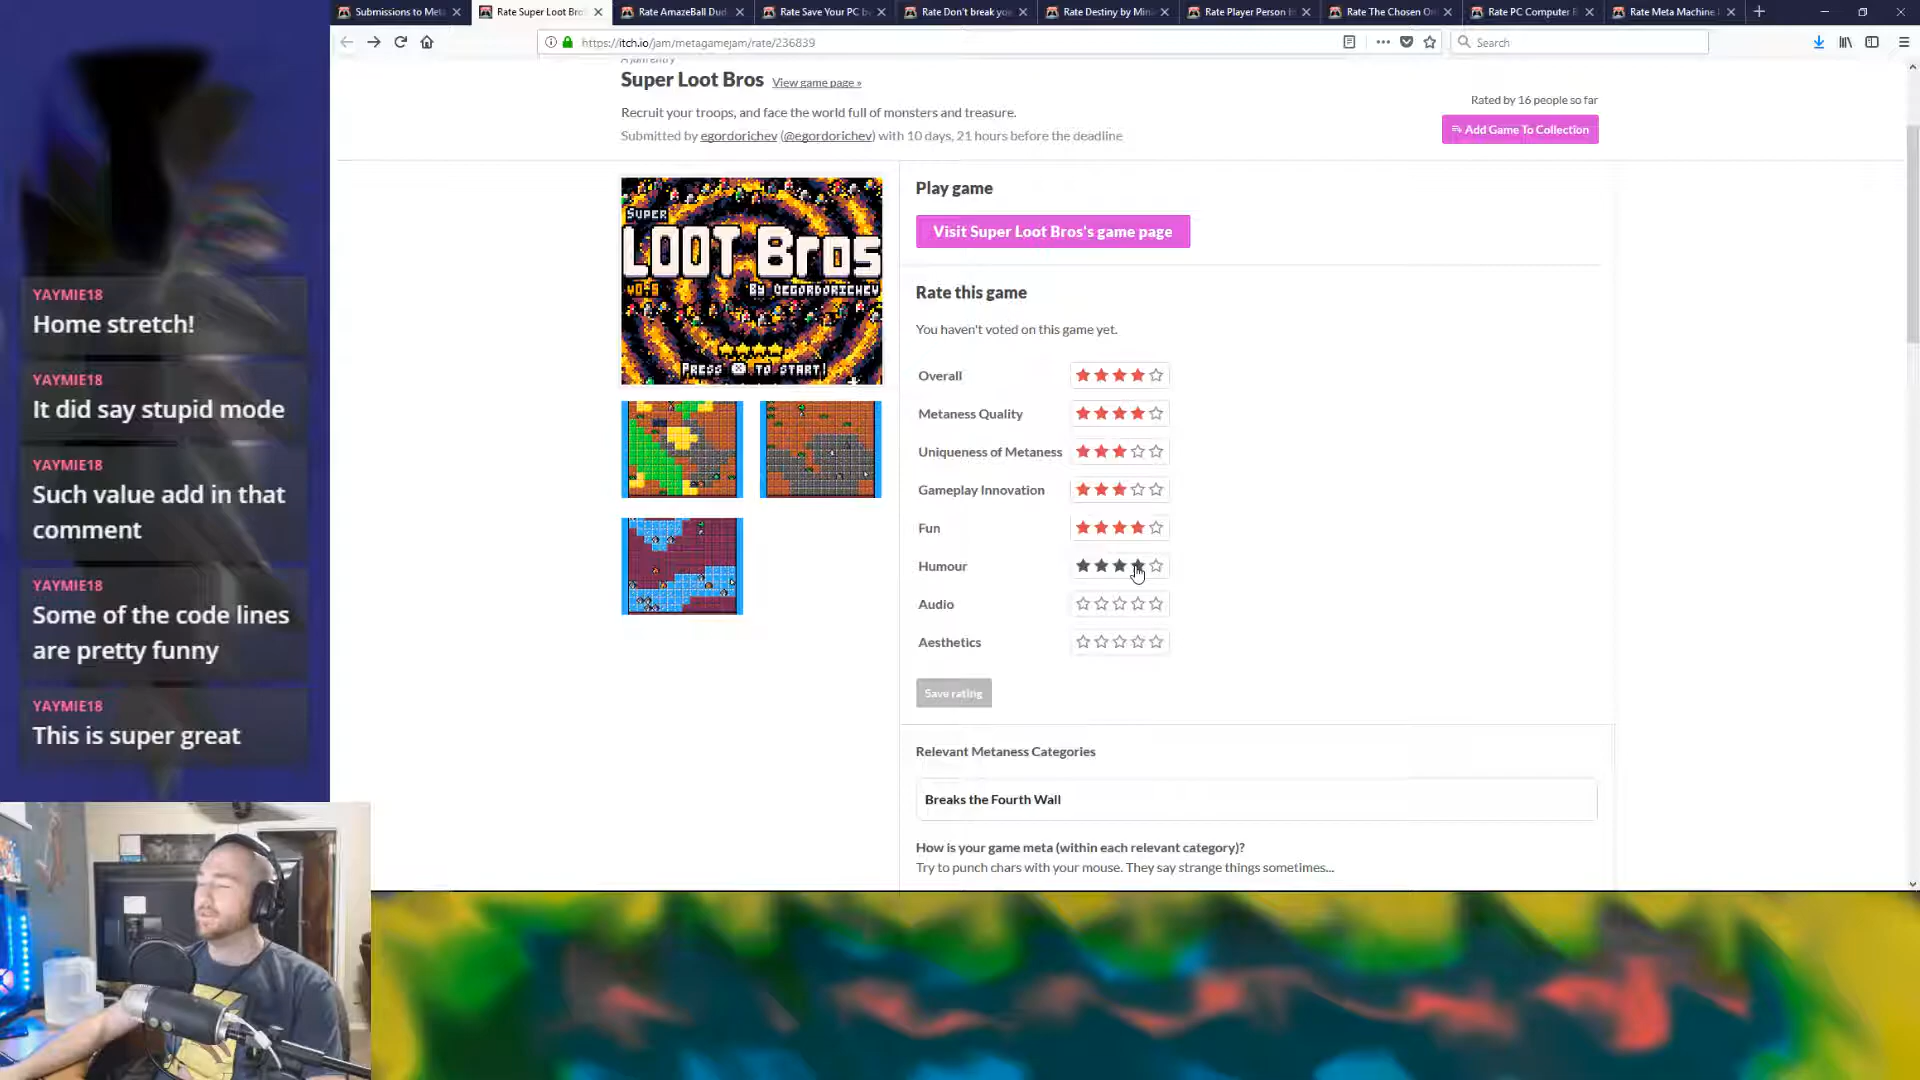 Submissions to Met
Rate Super Loot Bro
Rate AmazeBall Dud
Rate Save Your PC by
Rate Don't break you
Rate Destiny by Mini
Rate Player Person
Rate The Chosen On
Rate PC Computer
Rate Meta Machine
https://itch.io/jam/metagamejam/rate/236839
Search
A jam entry
Super Loot Bros View game page »
Recruit your troops, and face the world full of monsters and treasure.
Submitted by egordorichev (@egordorichev) with 10 days, 21 hours before the deadline
Rated by 16 people so far
Add Game To Collection
SUPER
LOOT Bros
v0.5 BY @EGORDORICHEV
PRESS TO START!
Play game
Visit Super Loot Bros's game page
Rate this game
You haven't voted on this game yet.
Overall
Metaness Quality
Uniqueness of Metaness
Gameplay Innovation
Fun
Humour
Audio
Aesthetics
Save rating
Relevant Metaness Categories
Breaks the Fourth Wall
How is your game meta (within each relevant category)?
Try to punch chars with your mouse. They say strange things sometimes...
YAYMIE18
Home stretch!
YAYMIE18
It did say stupid mode
YAYMIE18
Such value add in that
comment
YAYMIE18
Some of the code lines
are pretty funny
YAYMIE18
This is super great